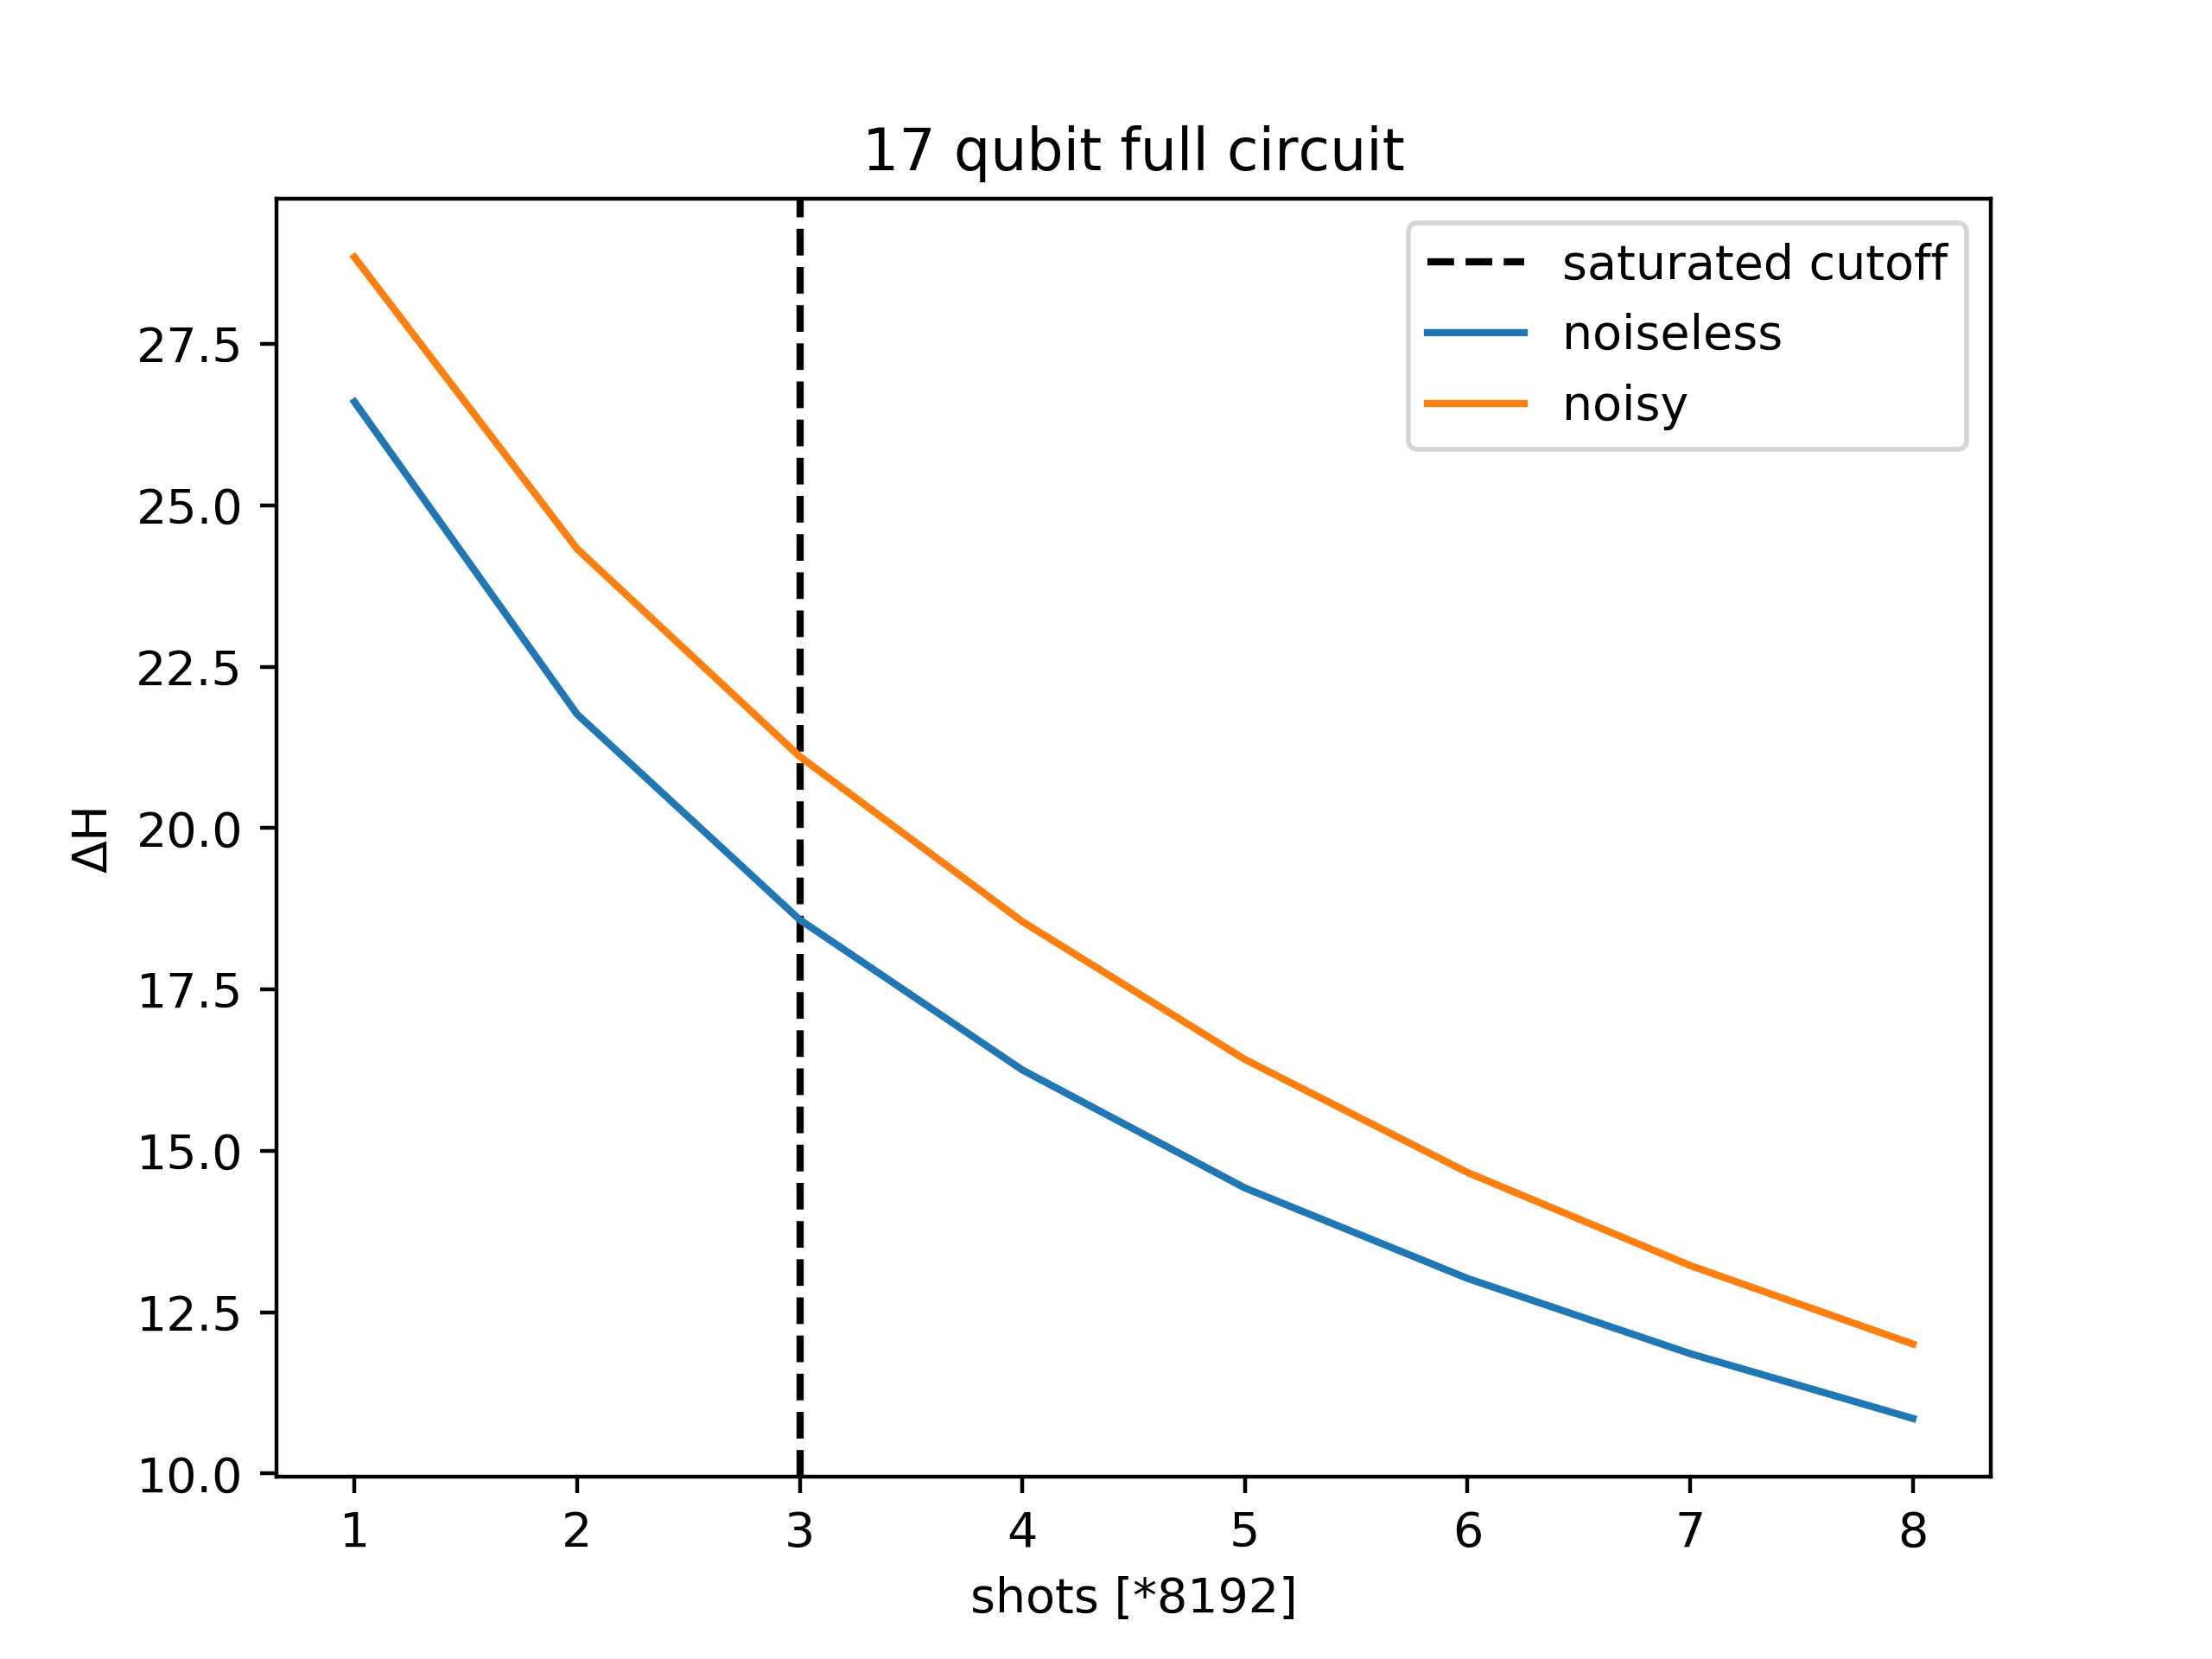 17 qubit full circuit
saturated cutoff
noiseless
noisy
27.5
25.0
22.5
20.0
17.5
15.0
12.5
10.0
ΔH
1 2 3 4 5 6 7 8
shots [*8192]